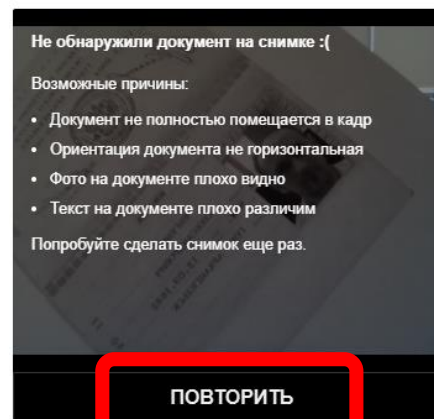 Не обнаружили документ на снимке :(
Возможные причины:
• Документ не полностью помещается в кадр
• Ориентация документа не горизонтальная
• Фото на документе плохо видно
• Текст на документе плохо различим
Попробуйте сделать снимок еще раз.
ПОВТОРИТЬ